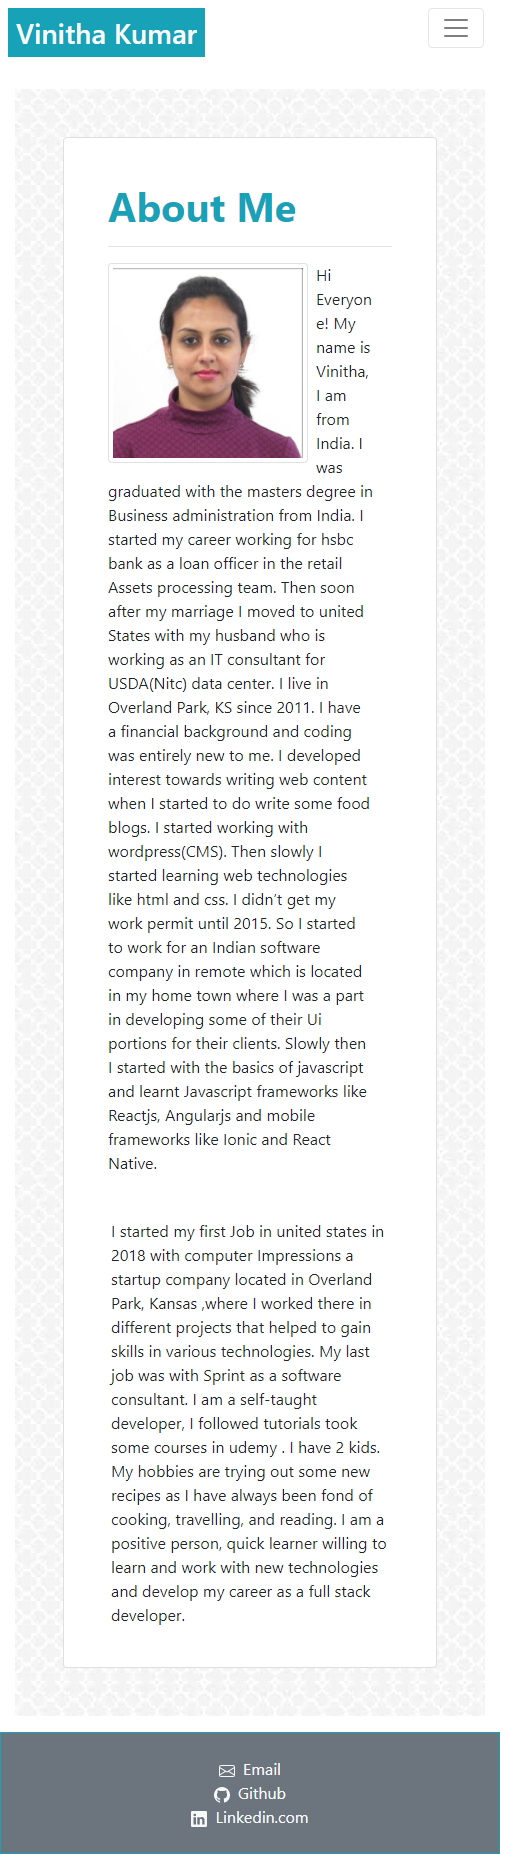 Vinitha Kumar
About Me
Hi
Everyon
e! My
name is
Vinitha,
I am
from
India. I
was
graduated with the masters degree in
Business administration from India. I
started my career working for hsbc
bank as a loan officer in the retail
Assets processing team. Then soon
after my marriage I moved to united
States with my husband who is
working as an IT consultant for
USDA(Nitc) data center. I live in
Overland Park, KS since 2011. I have
a financial background and coding
was entirely new to me. I developed
interest towards writing web content
when I started to do write some food
blogs. I started working with
wordpress(CMS). Then slowly I
started learning web technologies
like html and css. I didn’t get my
work permit until 2015. So I started
to work for an Indian software
company in remote which is located
in my home town where I was a part
in developing some of their Ui
portions for their clients. Slowly then
I started with the basics of javascript
and learnt Javascript frameworks like
Reactjs, Angularjs and mobile
frameworks like Ionic and React
Native.
I started my first Job in united states in
2018 with computer Impressions a
startup company located in Overland
Park, Kansas ,where I worked there in
different projects that helped to gain
skills in various technologies. My last
job was with Sprint as a software
consultant. I am a self-taught
developer, I followed tutorials took
some courses in udemy . I have 2 kids.
My hobbies are trying out some new
recipes as I have always been fond of
cooking, travelling, and reading. I am a
positive person, quick learner willing to
learn and work with new technologies
and develop my career as a full stack
developer.
Email
Github
Linkedin.com